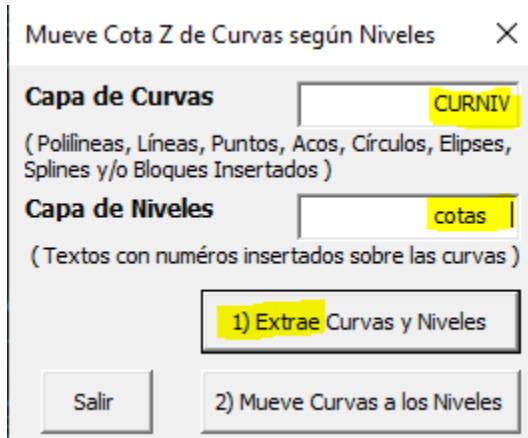 Mueve Cota Z de Curvas según Niveles
Capa de Curvas
CURNIV
( Polilìneas, Líneas, Puntos, Acos, Círculos, Elipses,
Splines y/o Bloques Insertados )
Capa de Niveles
cotas
( Textos con numéros insertados sobre las curvas )
1) Extrae Curvas y Niveles
Salir
2) Mueve Curvas a los Niveles